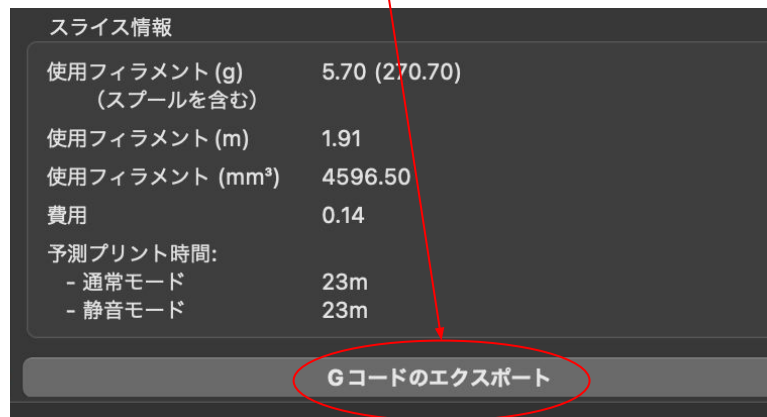 スライス情報
使用フィラメント (g) 5.70 (270.70)
（スプールを含む）
使用フィラメント (m) 1.91
使用フィラメント (mm³) 4596.50
費用 0.14
予測プリント時間:
- 通常モード 23m
- 静音モード 23m
Gコードのエクスポート